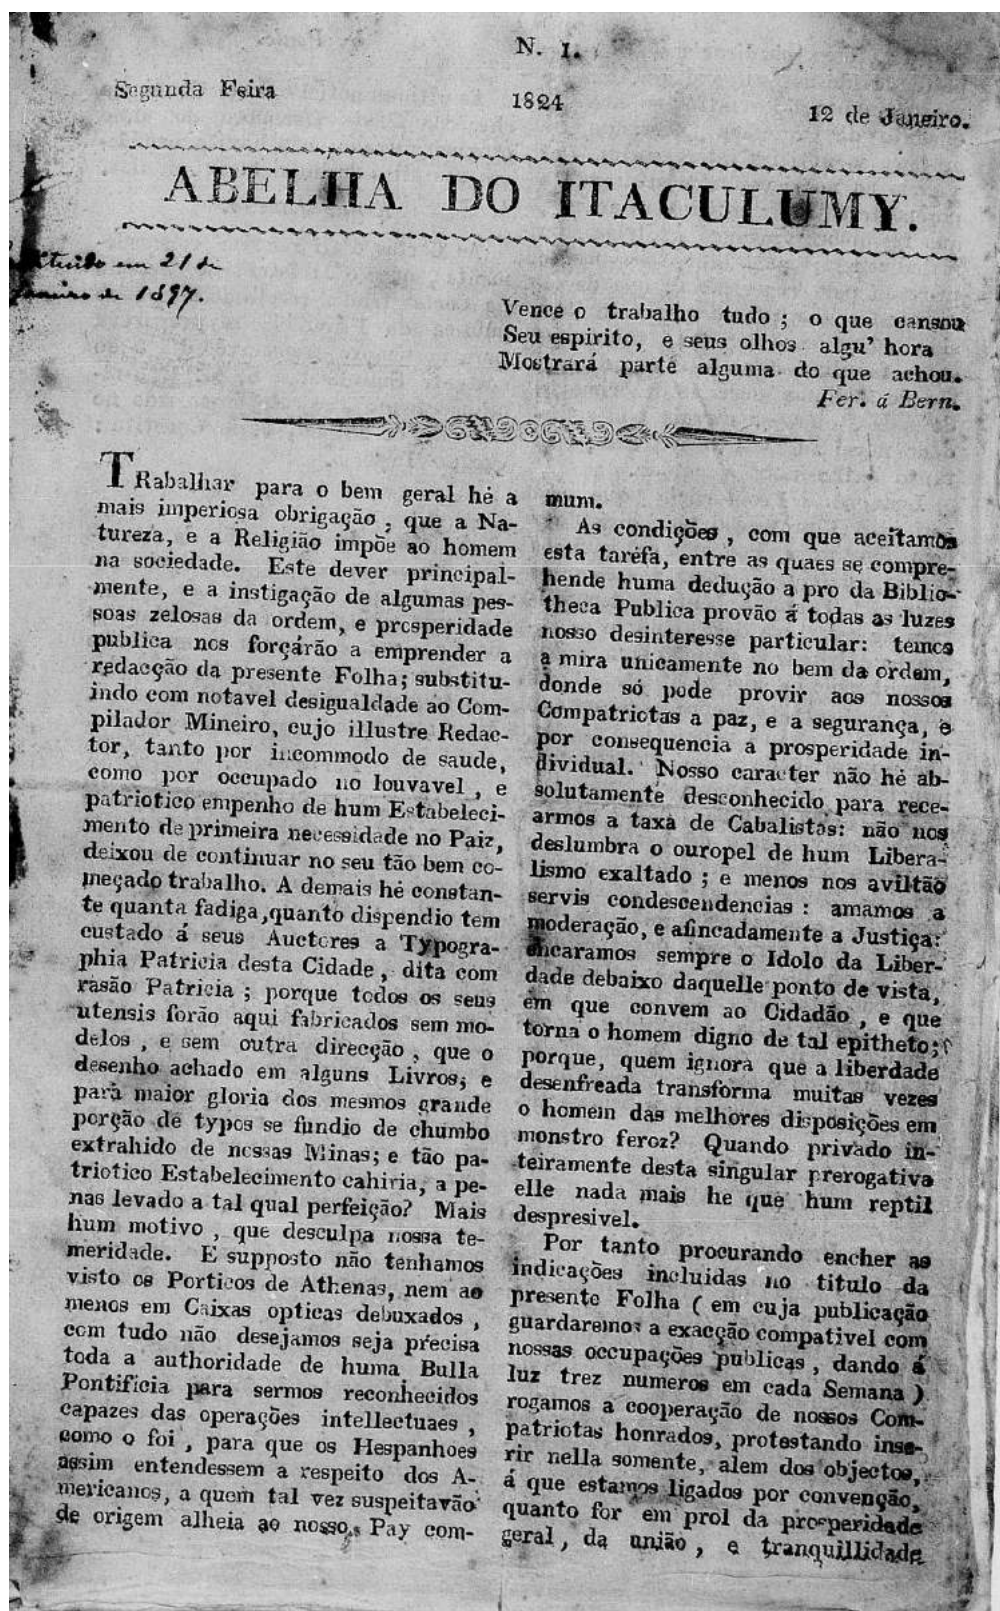 N. 1.
Segunda Feira
1824
12 de Janeiro.
ABELHA DO ITACULUMY.
em 21 de
de 1897.
Vence o trabalho tudo ; o que cansou
Seu espirito, e seus olhos algu' hora
Mostrará parte alguma do que achou.
Fer. á Bern.
TRabalhar para o bem geral hé a
mais imperiosa obrigação , que a Na-
tureza, e a Religião impõe ao homem
na sociedade. Este dever principal-
mente, e a instigação de algumas pes-
soas zelosas da ordem, e prosperidade
publica nos forçárão a emprender a
redacção da presente Folha; substitu-
indo com notavel desigualdade ao Com-
pilador Mineiro, cujo illustre Redac-
tor, tanto por incommodo de saude,
como por occupado no louvavel , e
patriotico empenho de hum Estabeleci-
mento de primeira necessidade no Paiz,
deixou de continuar no seu tão bem co-
meçado trabalho. A demais hé constan-
te quanta fadiga, quanto dispendio tem
custado á seus Auctores a Typogra-
phia Patricia desta Cidade , dita com
rasão Patricia ; porque todos os seus
utensis forão aqui fabricados sem mo-
delos , e sem outra direcção , que o
desenho achado em alguns Livros, e
para maior gloria dos mesmos grande
porção de typos se fundio de chumbo
extrahido de nossas Minas; e tão pa-
triotico Estabelecimento cahiria, a pe-
nas levado a tal qual perfeição? Mais
hum motivo , que desculpa nossa te-
meridade. E supposto não tenhamos
visto os Porticos de Athenas, nem ao
menos em Caixas opticas debuxados ,
com tudo não desejamos seja precisa
toda a authoridade de huma Bulla
Pontificia para sermos reconhecidos
capazes das operações intellectuaes ,
como o foi , para que os Hespanhoes
assim entendessem a respeito dos A-
mericanos, a quem tal vez suspeitavão
de origem alheia ao nosso Pay com-
mum.
As condições , com que aceitamos
esta taréfa, entre as quaes se compre-
hende huma dedução a pro da Biblio-
theca Publica provão á todas as luzes
nosso desinteresse particular: temos
a mira unicamente no bem da ordem,
donde só pode provir aos nossos
Compatriotas a paz, e a segurança, e
por consequencia a prosperidade in-
dividual. Nosso caracter não hé ab-
solutamente desconhecido para rece-
armos a taxa de Cabalistas: não nos
deslumbra o ouropel de hum Libera-
lismo exaltado ; e menos nos aviltão
servis condescendencias : amamos a
moderação, e afincadamente a Justiça:
encaramos sempre o Idolo da Liber-
dade debaixo daquelle ponto de vista,
em que convem ao Cidadão , e que
torna o homem digno de tal epitheto;
porque, quem ignora que a liberdade
desenfreada transforma muitas vezes
o homem das melhores disposições em
monstro feroz? Quando privado in-
teiramente desta singular prerogativa
elle nada mais he que hum reptil
despresivel.
Por tanto procurando encher as
indicações incluidas no titulo da
presente Folha ( em cuja publicação
guardaremos a exacção compativel com
nossas occupações publicas , dando á
luz trez numeros em cada Semana )
rogamos a cooperação de nossos Com-
patriotas honrados, protestando inse-
rir nella somente, alem dos objectos,
á que estamos ligados por convenção,
quanto for em prol da prosperidade
geral , da união , e tranquillidade